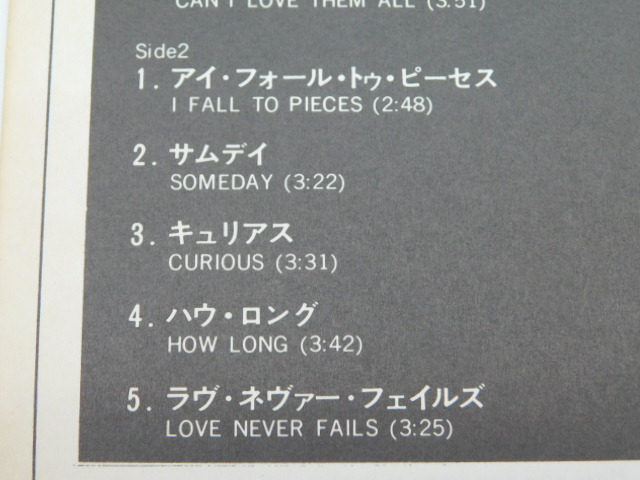 CAN'T LOVE THEM ALL (3:51)
Side2
1. アイ・フォール・トゥ・ピーセス
I FALL TO PIECES (2:48)
2. サムデイ
SOMEDAY (3:22)
3. キュリアス
CURIOUS (3:31)
4. ハウ・ロング
HOW LONG (3:42)
5. ラヴ・ネヴァー・フェイルズ
LOVE NEVER FAILS (3:25)